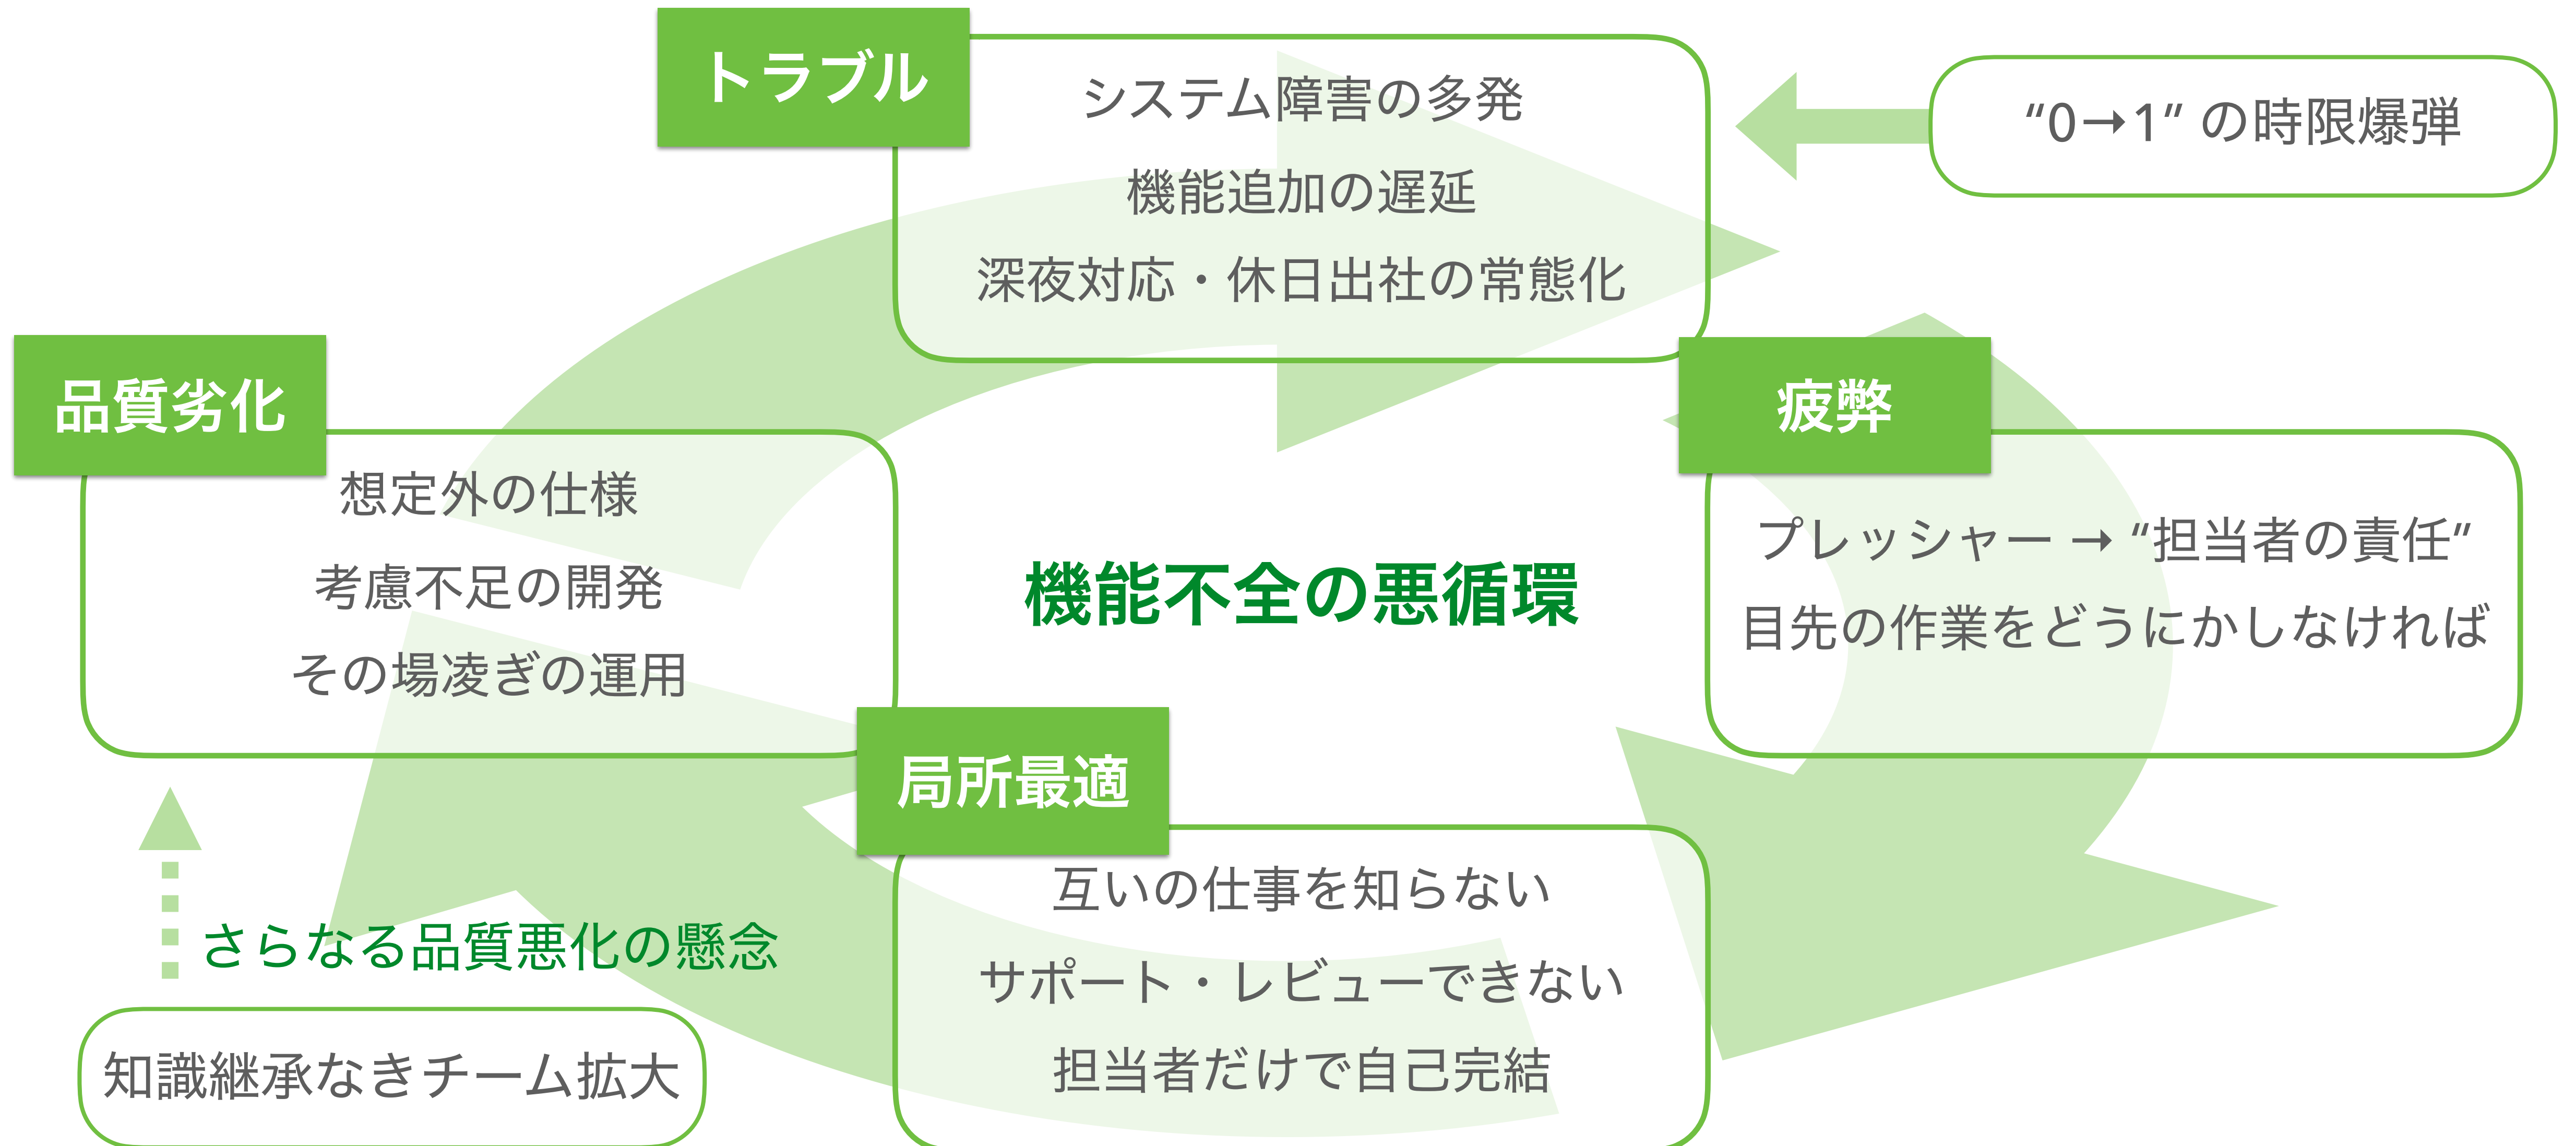 トラブル
システム障害の多発
機能追加の遅延
深夜対応・休日出社の常態化
“0→1” の時限爆弾
疲弊
プレッシャー → “担当者の責任”
目先の作業をどうにかしなければ
局所最適
互いの仕事を知らない
サポート・レビューできない
担当者だけで自己完結
品質劣化
想定外の仕様
考慮不足の開発
その場凌ぎの運用
機能不全の悪循環
さらなる品質悪化の懸念
知識継承なきチーム拡大